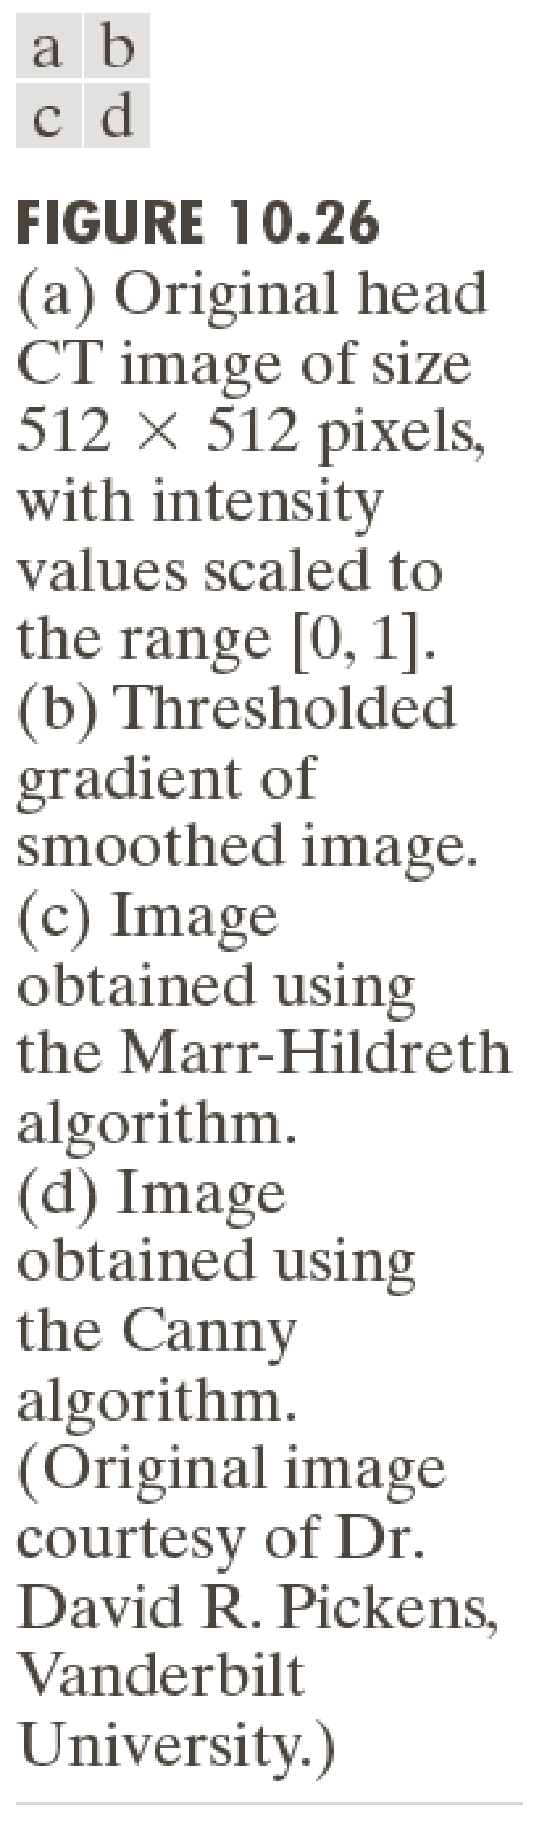 a b
c d
FIGURE 10.26
(a) Original head
CT image of size
512 × 512 pixels,
with intensity
values scaled to
the range [0, 1].
(b) Thresholded
gradient of
smoothed image.
(c) Image
obtained using
the Marr-Hildreth
algorithm.
(d) Image
obtained using
the Canny
algorithm.
(Original image
courtesy of Dr.
David R. Pickens,
Vanderbilt
University.)